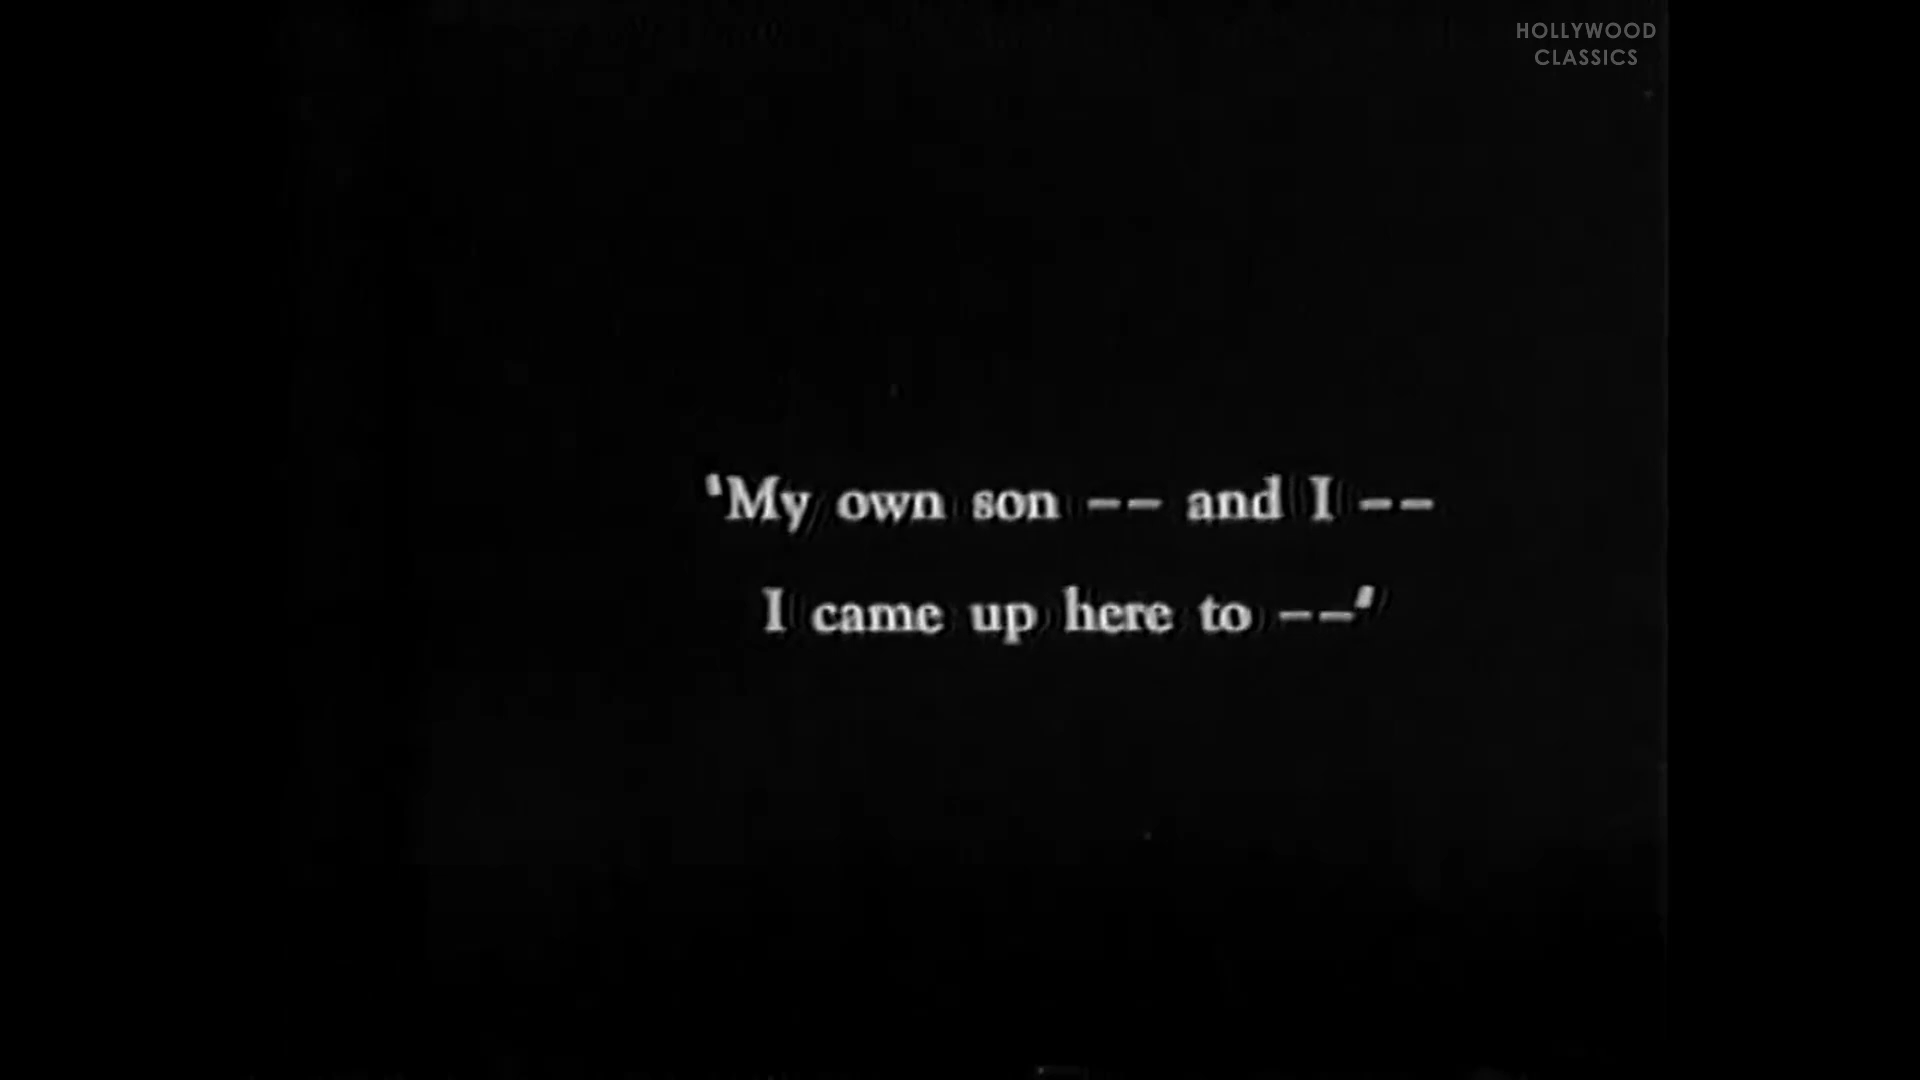 HOLLYWOOD
CLASSICS
'My own son -- and I --
I came up here to --'